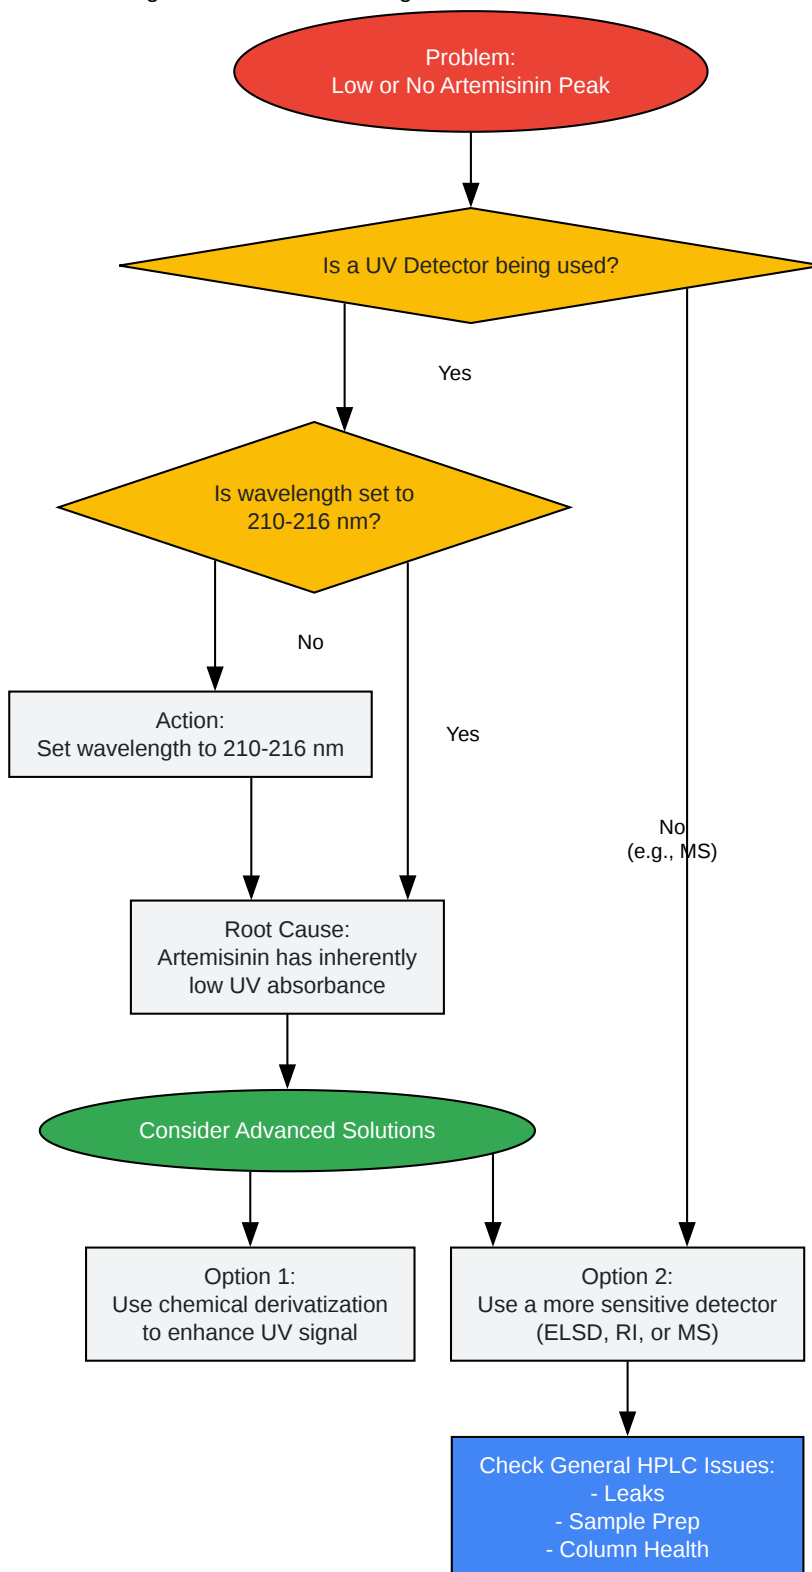 Problem:
Low or No Artemisinin Peak
Is a UV Detector being used?
Yes
Is wavelength set to
210-216 nm?
No
Action:
Set wavelength to 210-216 nm
Yes
No
(e.g., MS)
Root Cause:
Artemisinin has inherently
low UV absorbance
Consider Advanced Solutions
Option 1:
Use chemical derivatization
to enhance UV signal
Option 2:
Use a more sensitive detector
(ELSD, RI, or MS)
Check General HPLC Issues:
- Leaks
- Sample Prep
- Column Health